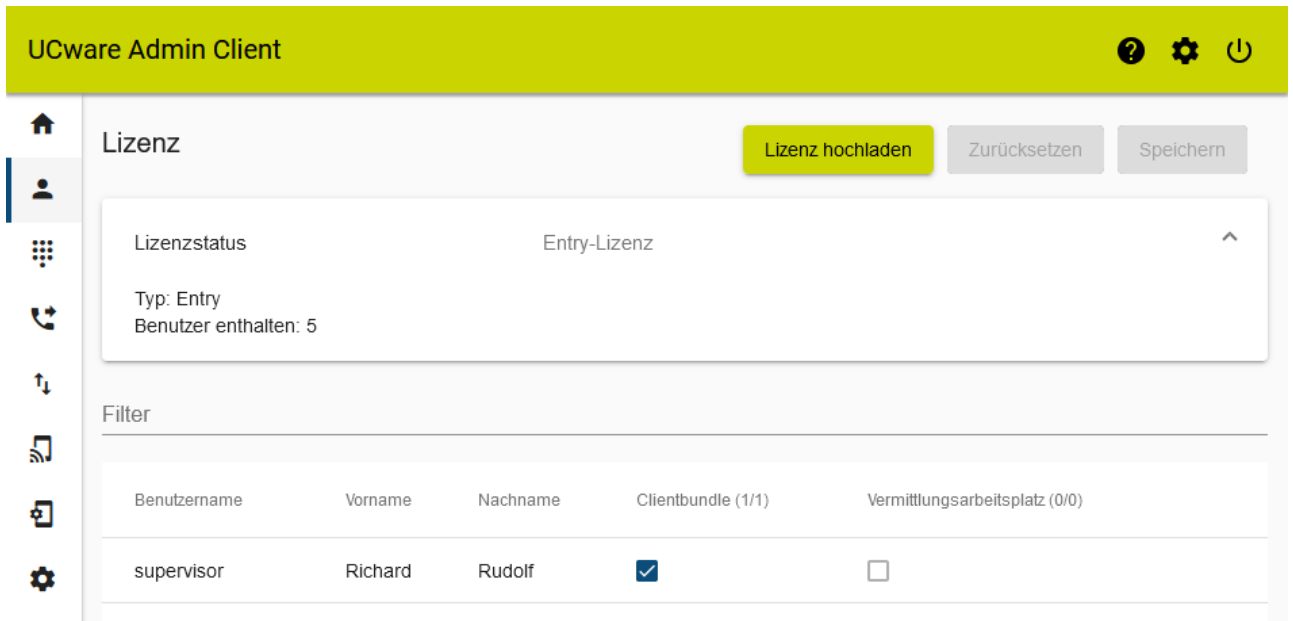 UCware Admin Client
Lizenz
Lizenz hochladen Zurücksetzen Speichern
Lizenzstatus Entry-Lizenz
Typ: Entry
Benutzer enthalten: 5
Filter
Benutzername Vorname Nachname Clientbundle (1/1) Vermittlungsarbeitsplatz (0/0)
supervisor Richard Rudolf